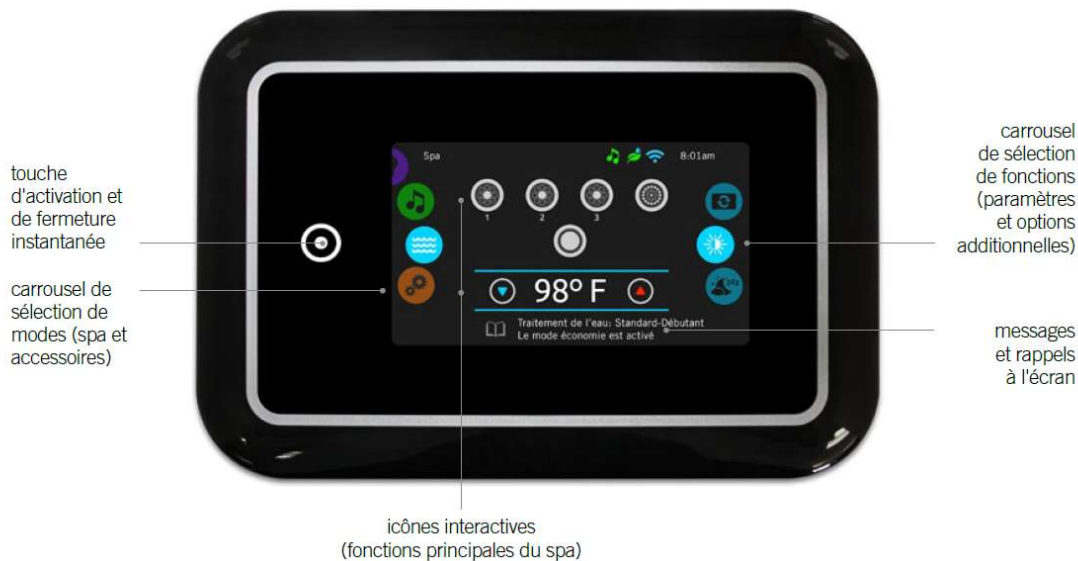 touche
d'activation et
de fermeture
instantanée
carrousel de
sélection de
modes (spa et
accessoires)
Spa
8:01am
1
2
3
98° F
Traitement de l'eau: Standard-Débutant
Le mode économie est activé
carrousel
de sélection
de fonctions
(paramètres
et options
additionnelles)
messages
et rappels
à l'écran
icônes interactives
(fonctions principales du spa)